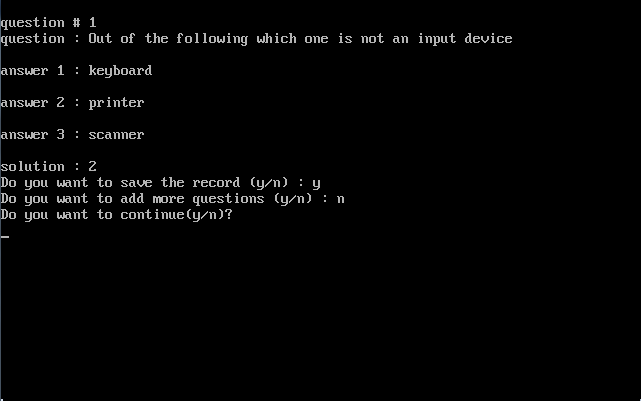 question # 1
question : Out of the following which one is not an input device
answer 1 : keyboard
answer 2 : printer
answer 3 : scanner
solution : 2
Do you want to save the record (y/n) : y
Do you want to add more questions (y/n) : n
Do you want to continue(y/n)?